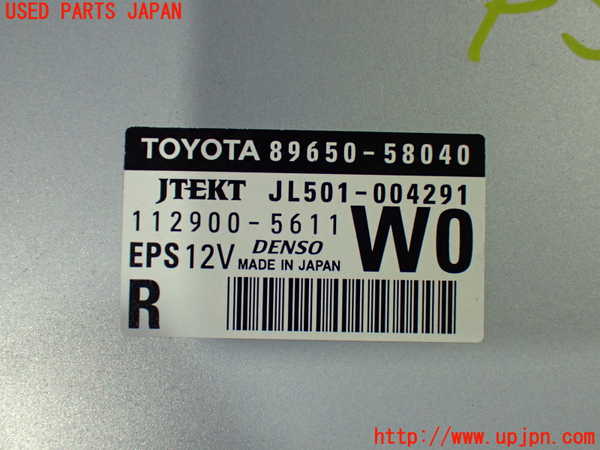 USED PARTS JAPAN
TOYOTA 89650-58040
JTEKT JL501-004291
112900-5611 W0
EPS 12V DENSO MADE IN JAPAN
R
http://www.upjpn.com/